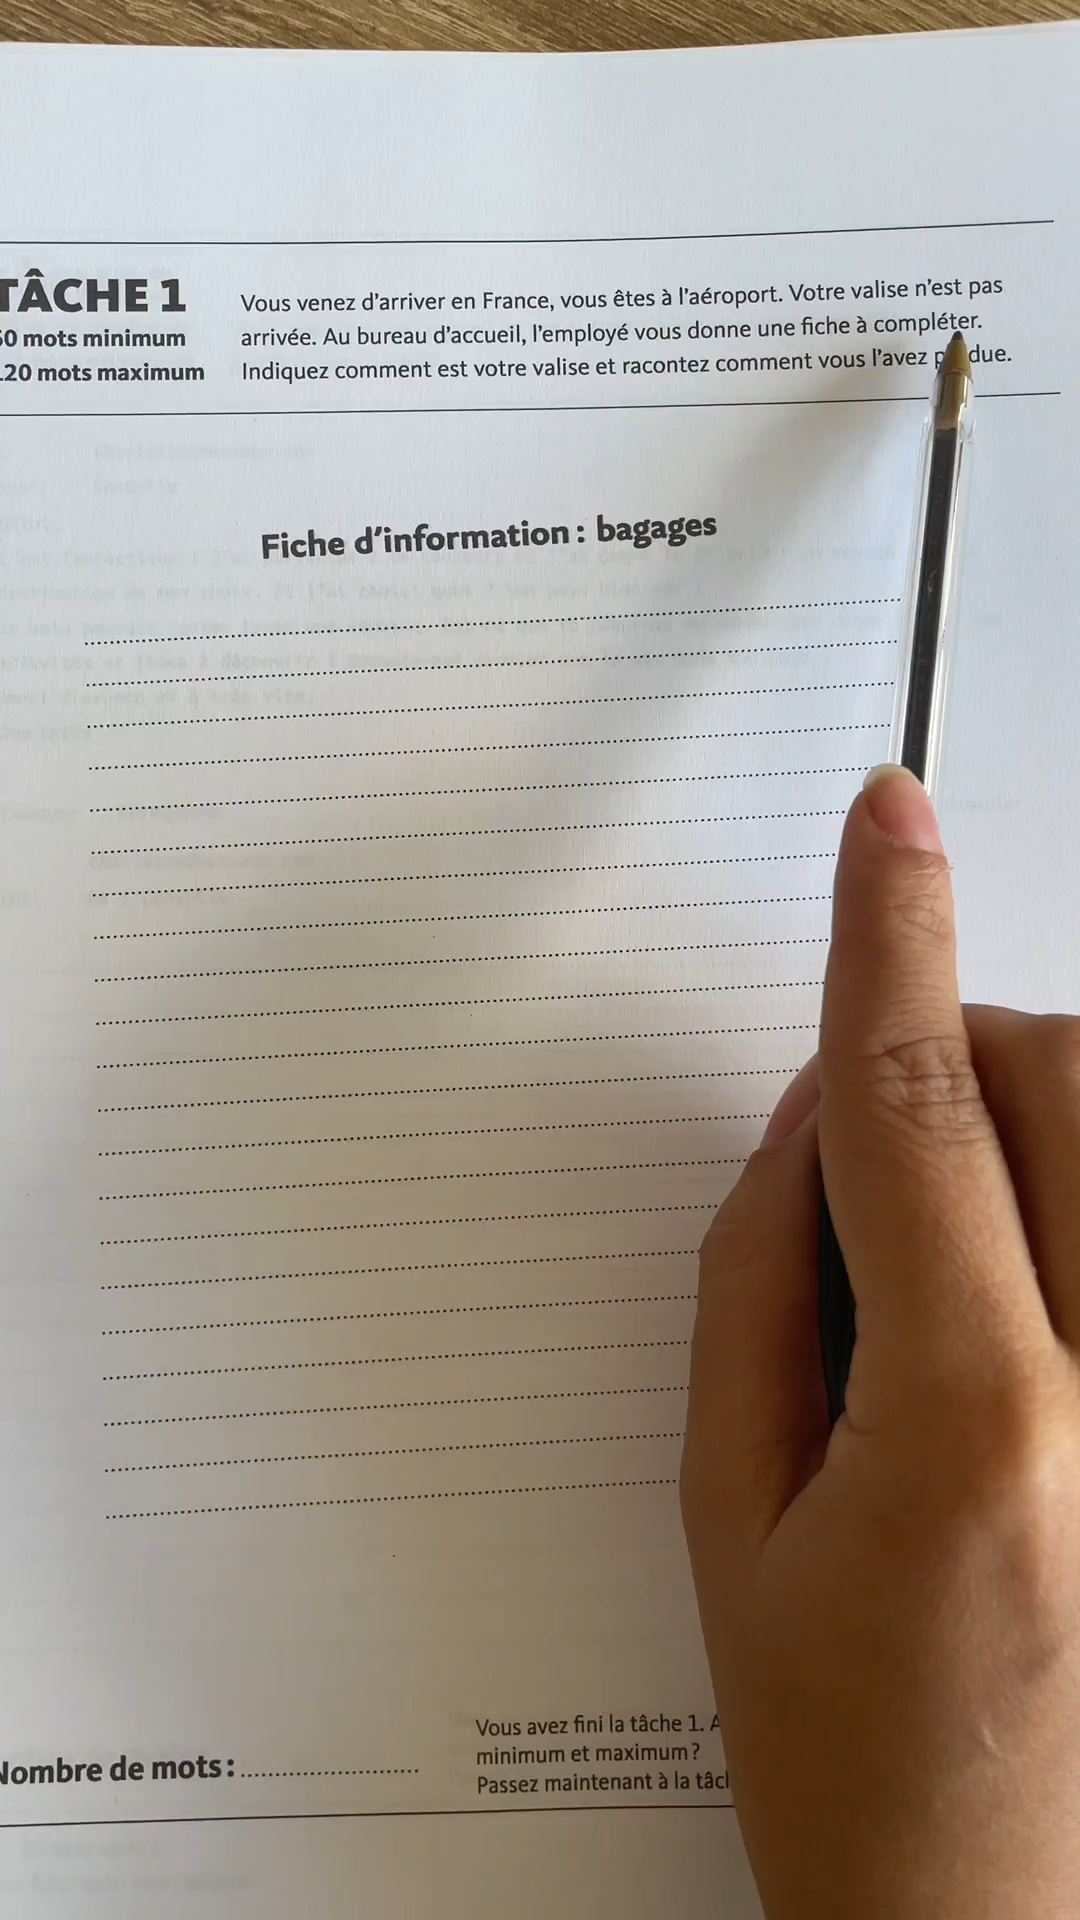 TÂCHE 1
0 mots minimum
20 mots maximum
Vous venez d'arriver en France, vous êtes à l'aéroport. Votre valise n'est pas
arrivée. Au bureau d'accueil, l'employé vous donne une fiche à compléter.
Indiquez comment est votre valise et racontez comment vous l'avez p due.
Fiche d'information : bagages
Nombre de mots :
Vous avez fini la tâche 1. A
minimum et maximum ?
Passez maintenant à la tâc